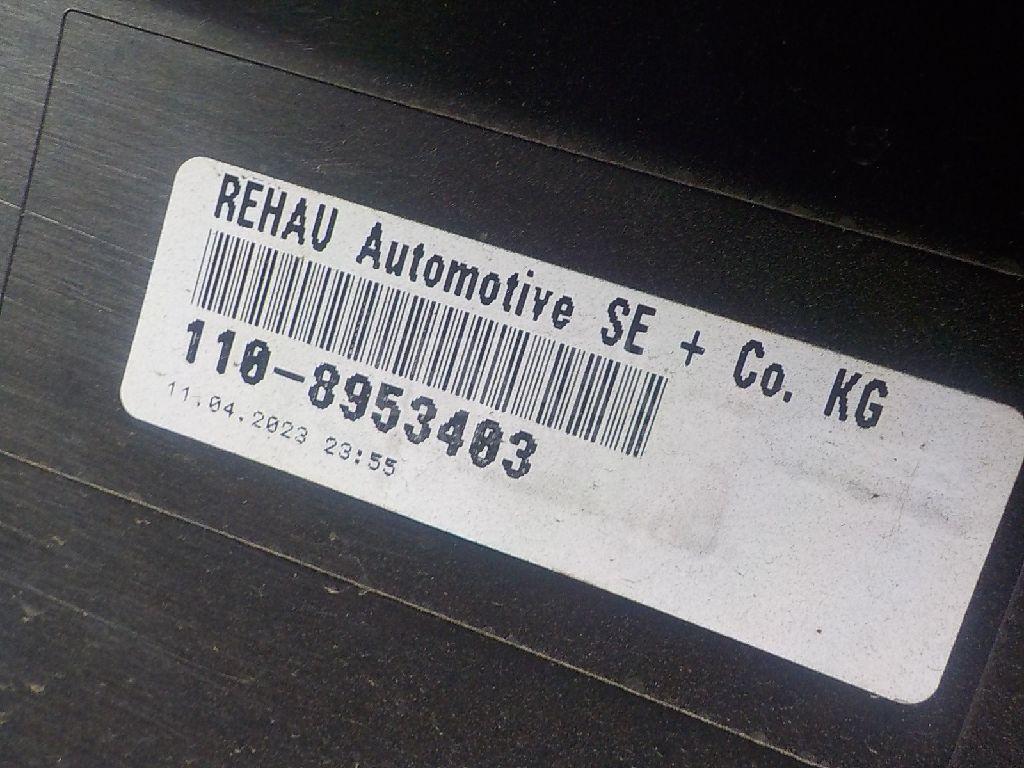 REHAU Automotive SE + Co. KG
110-8953403
11.04.2023 23:55